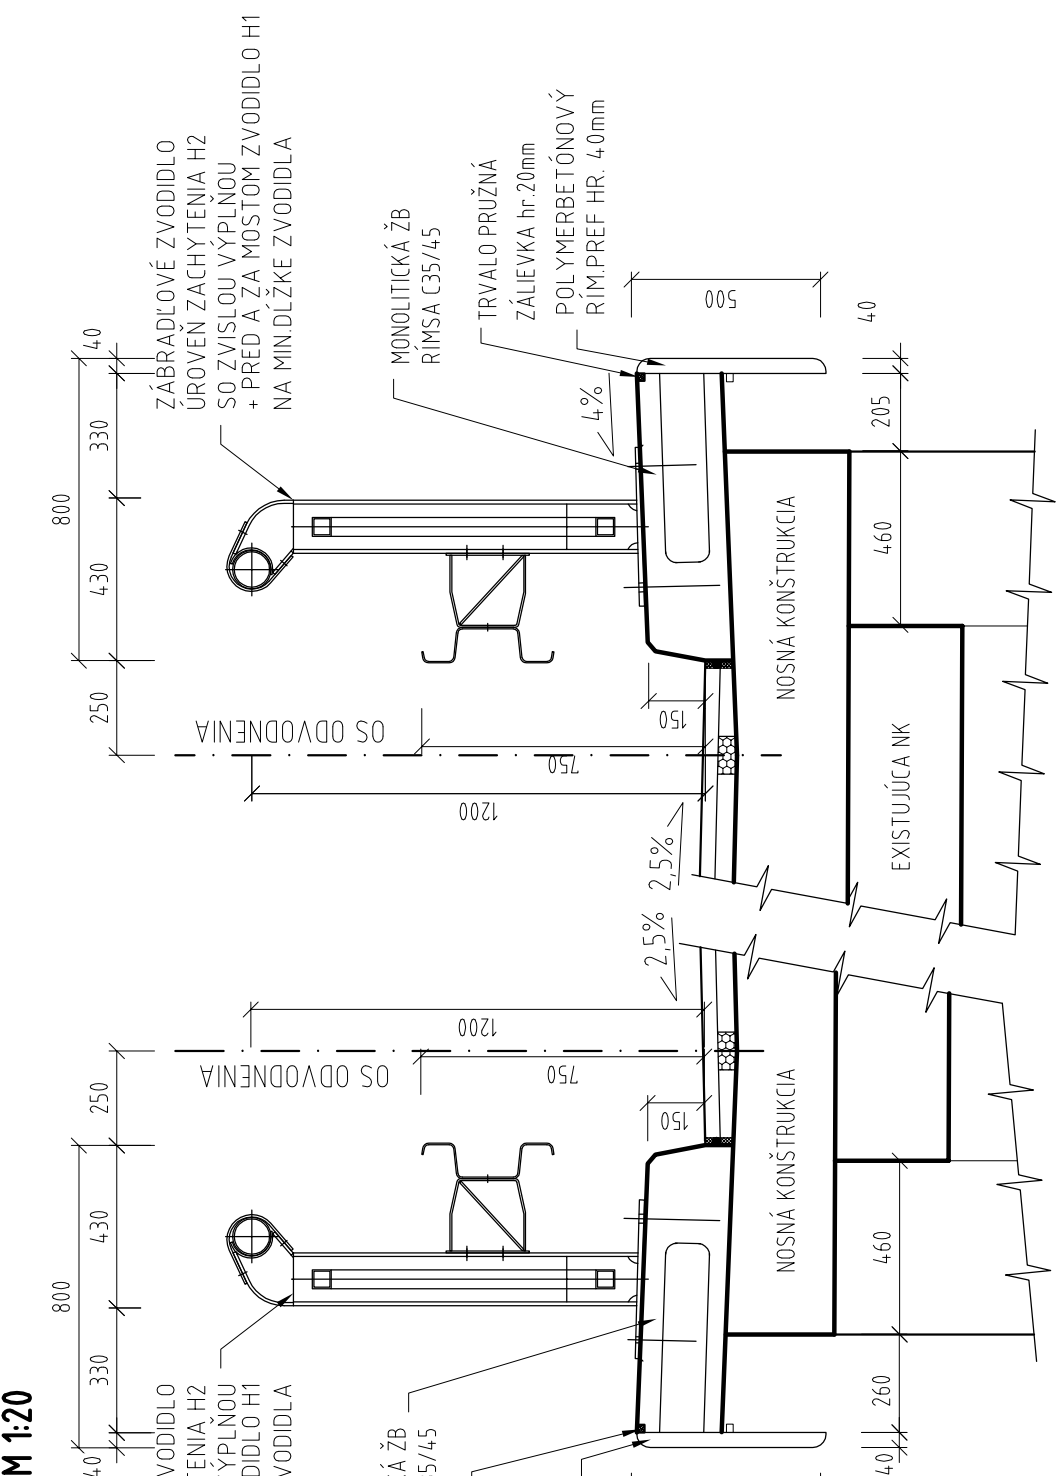 M 1:20
ZÁBRADĽOVÉ ZVODIDLO
ÚROVEŇ ZACHYTENIA H2
SO ZVISLOU VÝPLŇOU
+ PRED A ZA MOSTOM ZVODIDLO H1
NA MIN.DĹŽKE ZVODIDLA
MONOLITICKÁ ŽB
RÍMSA C35/45
TRVALO PRUŽNÁ
ZÁLIEVKA hr.20mm
POLYMERBETÓNOVÝ
RÍM.PREF HR. 40mm
800
40
330
430
250
250
430
330
40
800
OS ODVODNENIA
OS ODVODNENIA
1200
750
150
1200
750
150
4%
2,5%
2,5%
500
40
205
460
460
260
40
NOSNÁ KONŠTRUKCIA
NOSNÁ KONŠTRUKCIA
EXISTUJÚCA NK
VODIDLO
TENIA H2
VÝPLŇOU
DIDLO H1
VODIDLA
KÁ ŽB
5/45